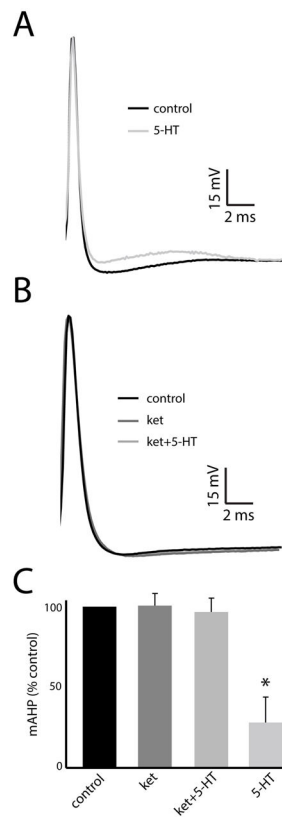 A
control
5-HT
15 mV
2 ms
B
control
ket
ket+5-HT
15 mV
2 ms
C
mAHP (% control)
100
50
0
*
control
ket
ket+5-HT
5-HT